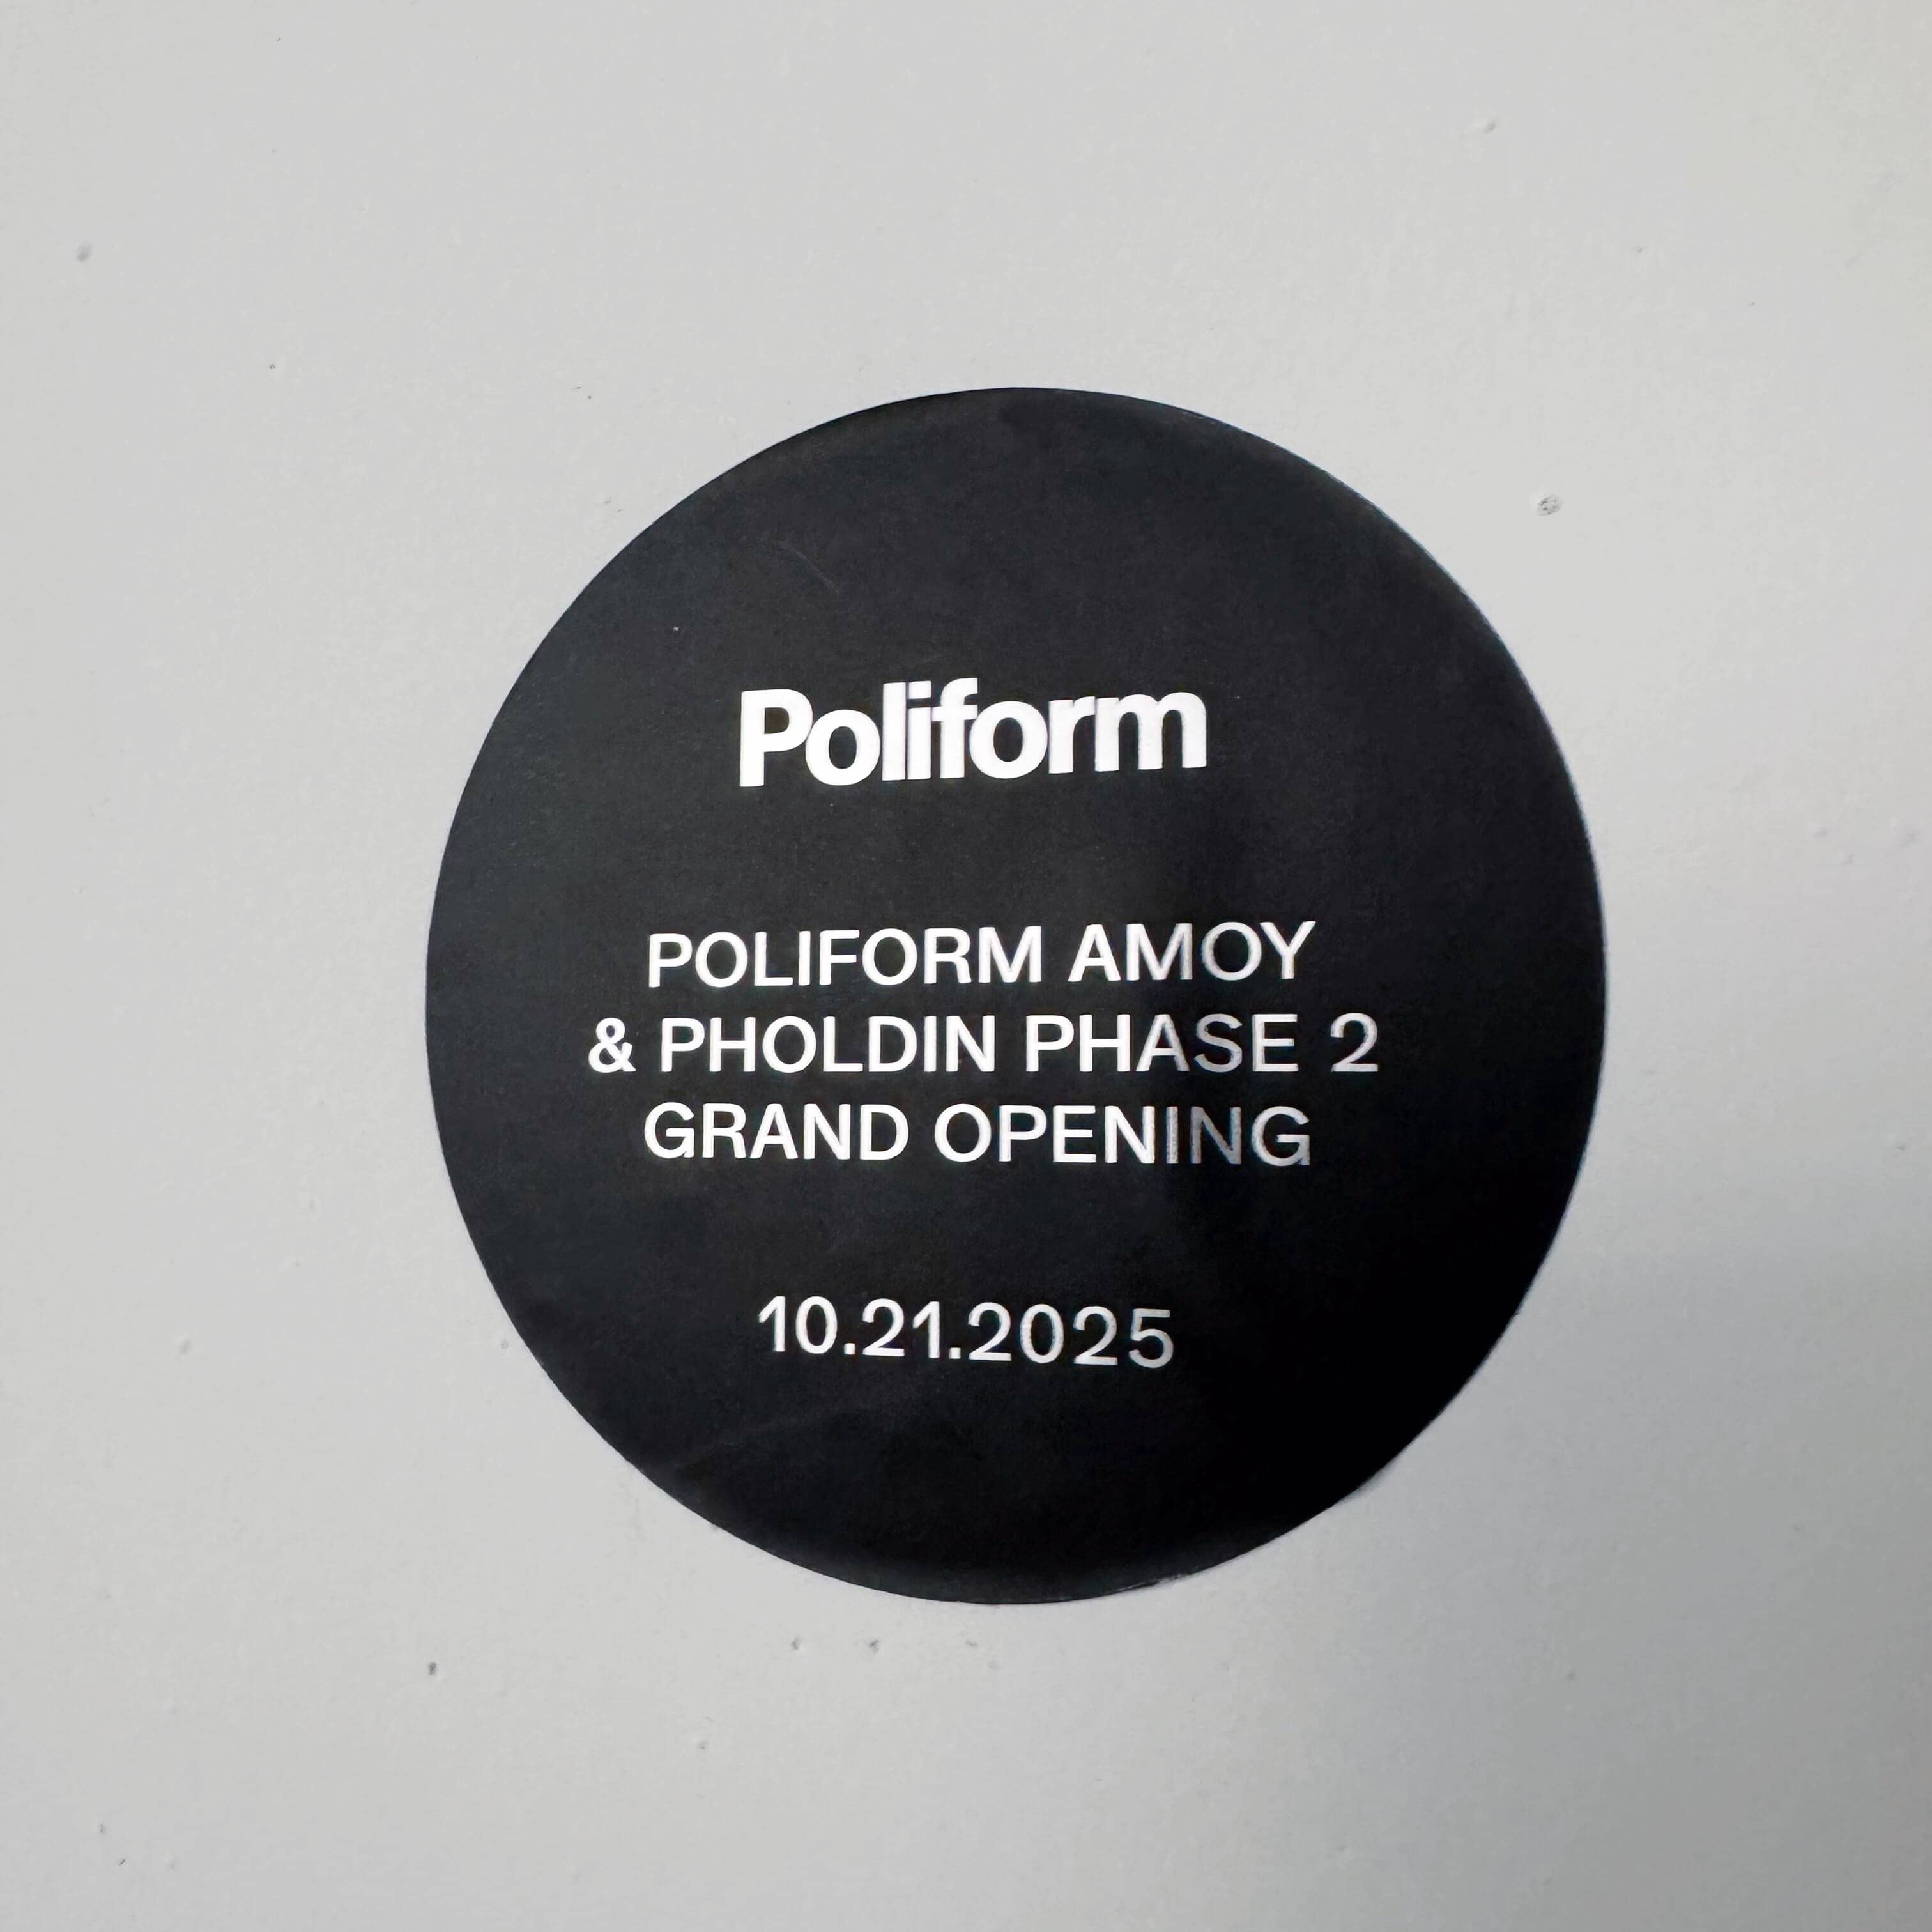 Poliform
POLIFORM AMOY
& PHOLDIN PHASE 2
GRAND OPENING
10.21.2025